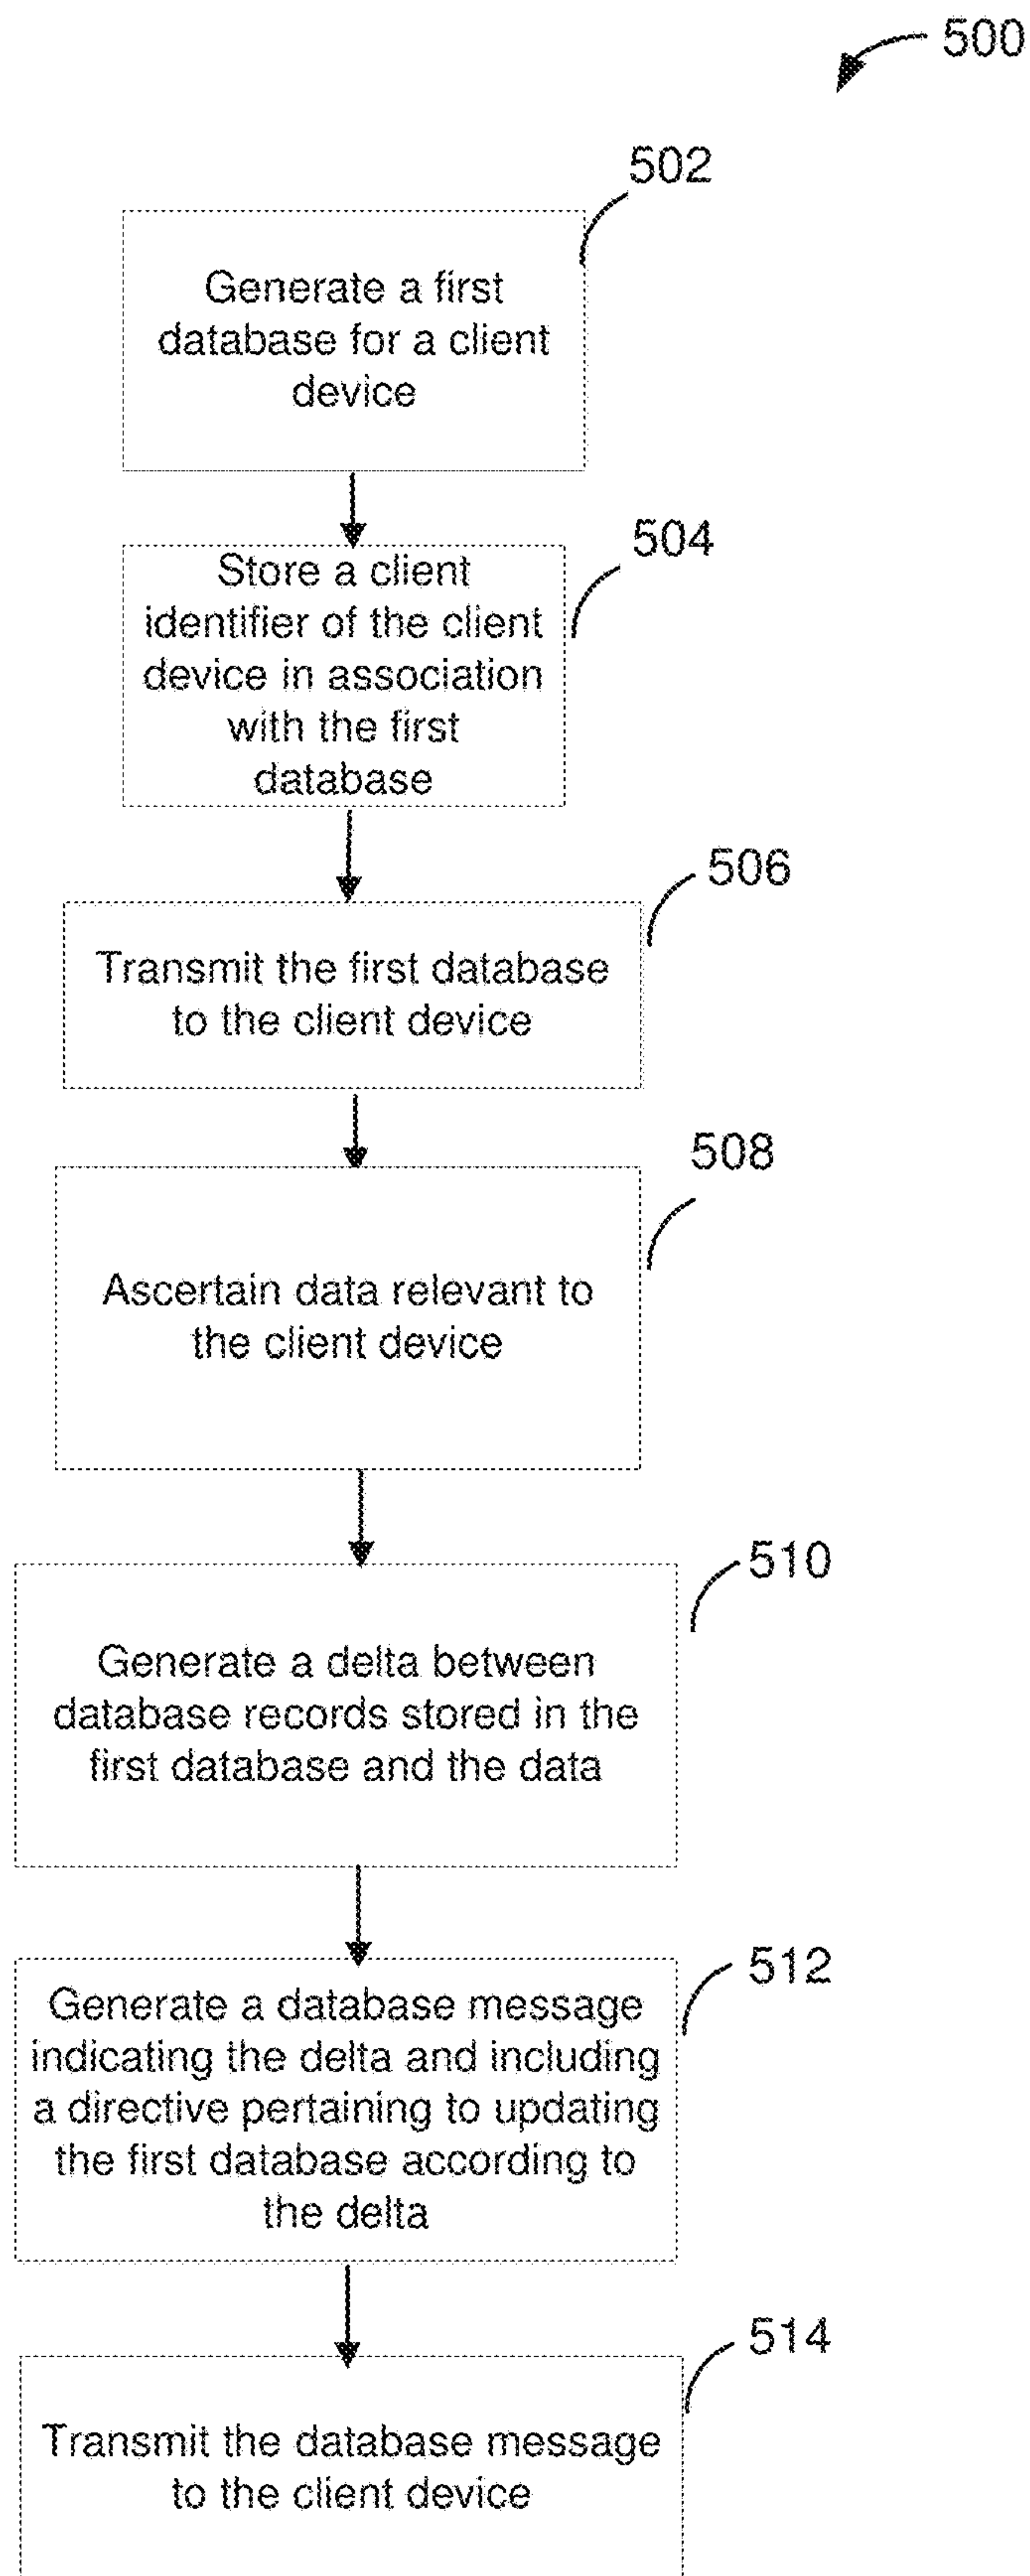 500
502
Generate a first
database for a client
device
504
Store a client
identifier of the client
device in association
with the first
database
506
Transmit the first database
to the client device
508
Ascertain data relevant to
the client device
510
Generate a delta between
database records stored in the
first database and the data
512
Generate a database message
indicating the delta and including
a directive pertaining to updating
the first database according to
the delta
514
Transmit the database message
to the client device